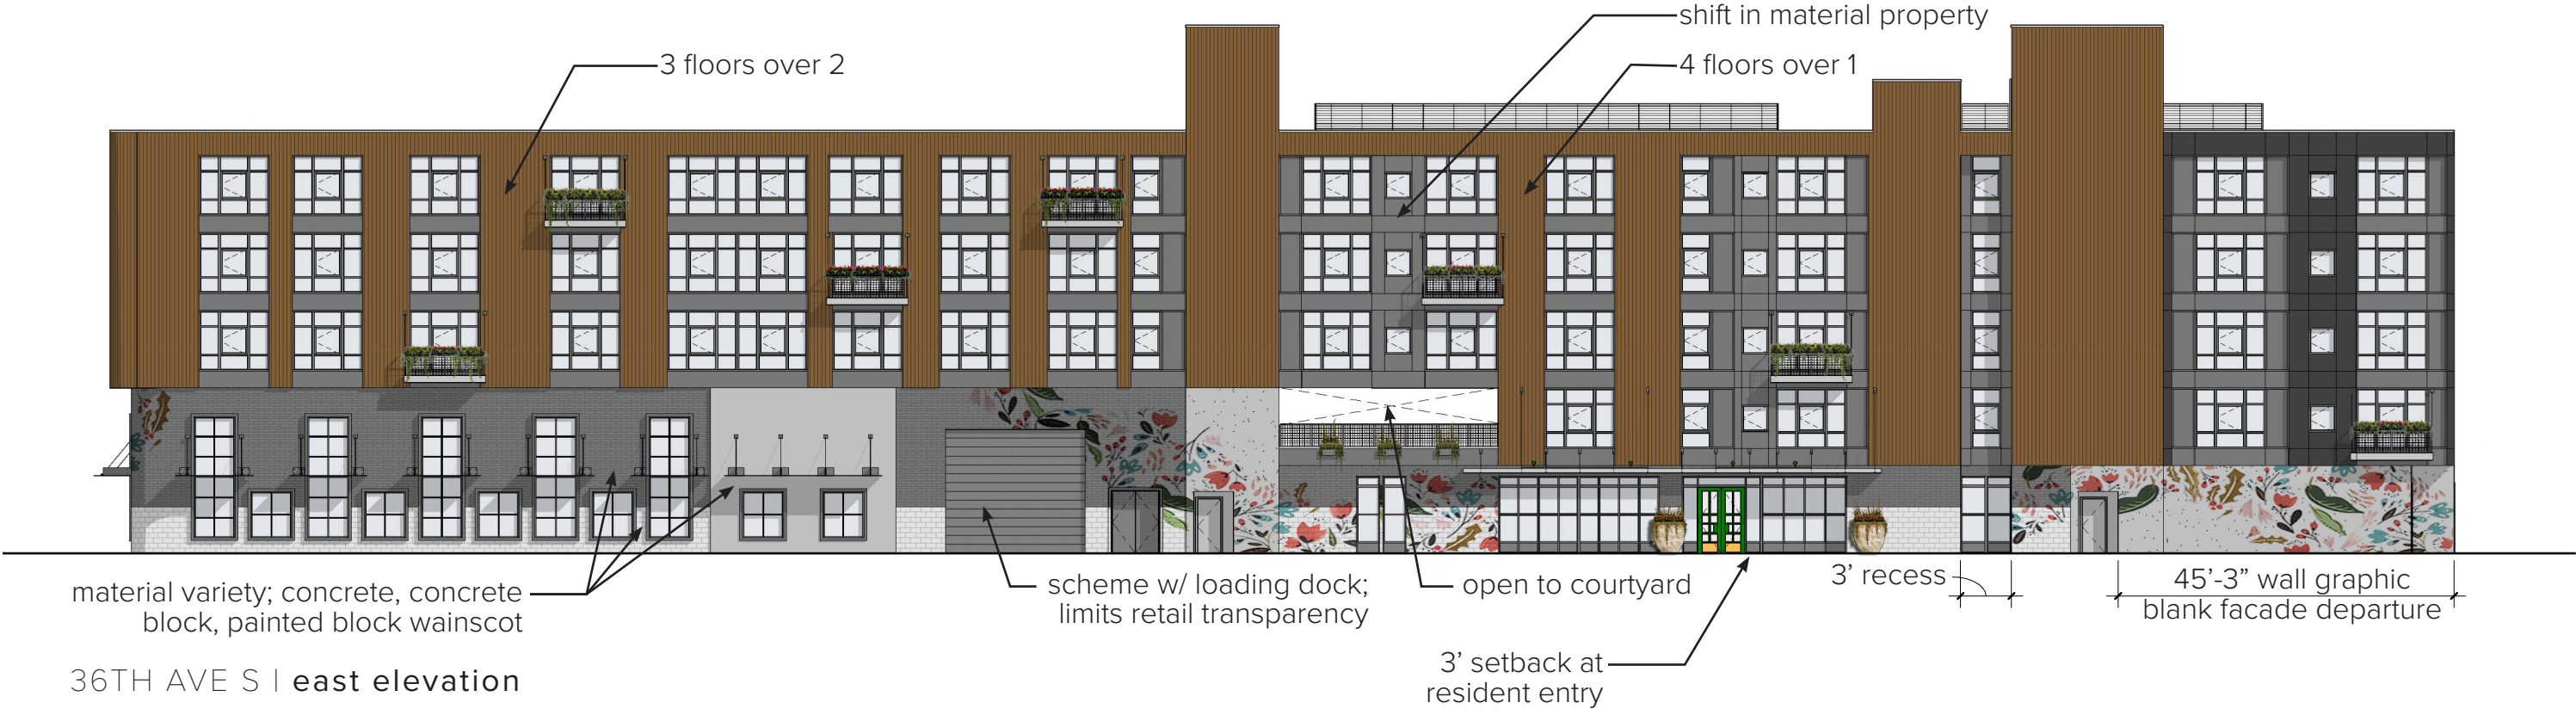 shift in material property
3 floors over 2
4 floors over 1
material variety; concrete, concrete
block, painted block wainscot
scheme w/ loading dock;
limits retail transparency
open to courtyard
3’ recess
45’-3” wall graphic
blank facade departure
3’ setback at
resident entry
36TH AVE S | east elevation